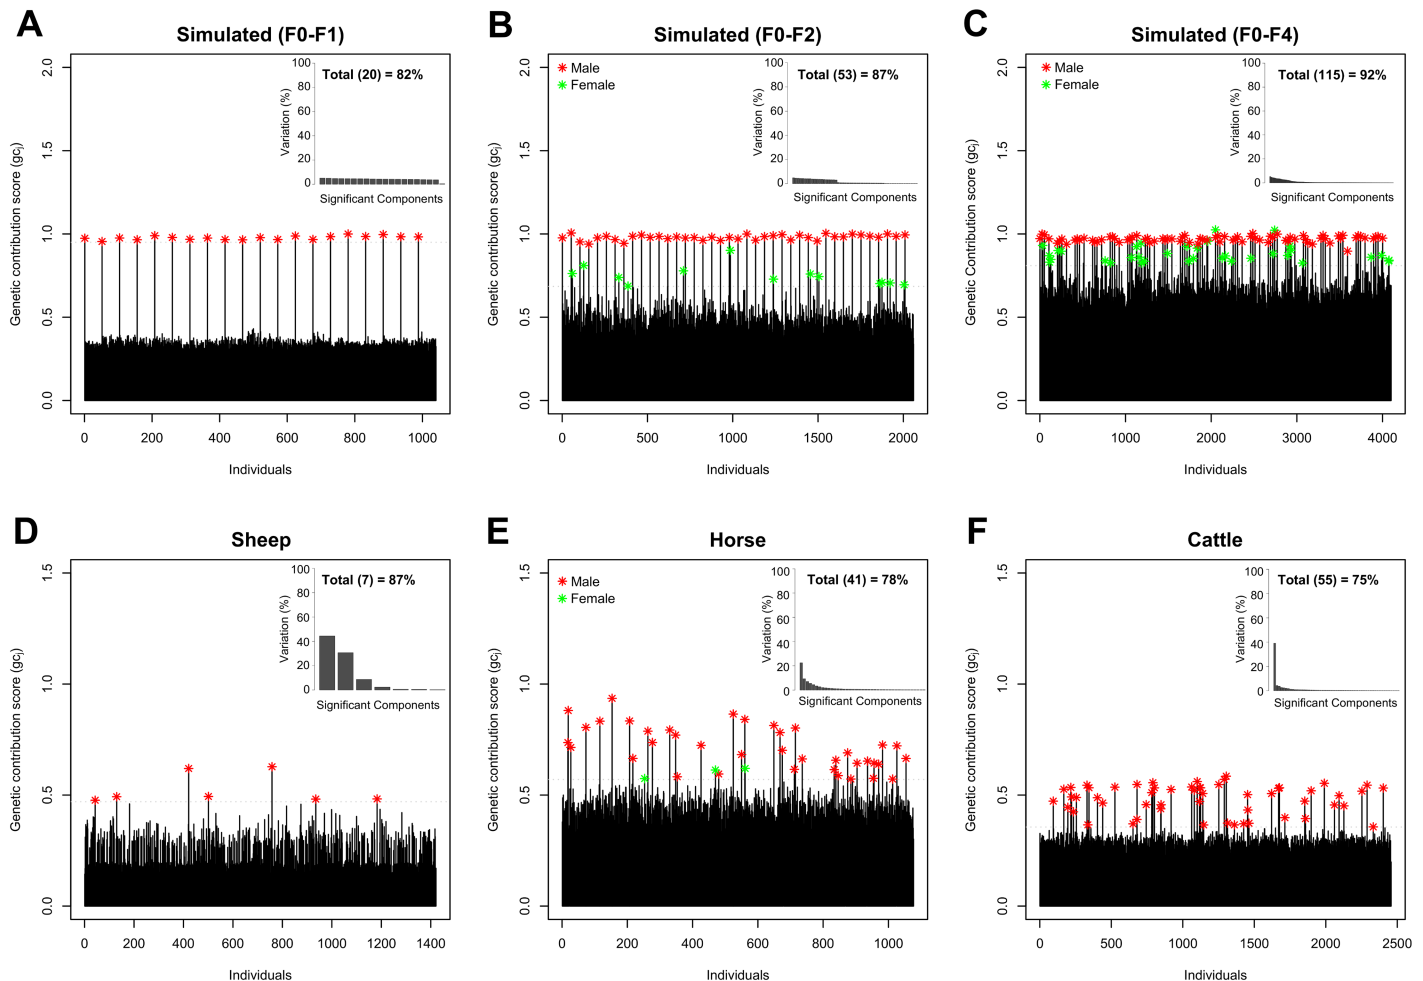 A
Simulated (F0-F1)
Genetic contribution score (gcj)
2.0
1.5
1.0
0.5
0.0
Total (20) = 82%
Variation (%)
100
80
60
40
20
0
Significant Components
0 200 400 600 800 1000
Individuals
B
Simulated (F0-F2)
Genetic contribution score (gcj)
2.0
1.5
1.0
0.5
0.0
Male
Female
Total (53) = 87%
Variation (%)
100
80
60
40
20
0
Significant Components
0 500 1000 1500 2000
Individuals
C
Simulated (F0-F4)
Genetic Contribution score (gcj)
2.0
1.5
1.0
0.5
0.0
Male
Female
Total (115) = 92%
Variation (%)
100
80
60
40
20
0
Significant Components
0 1000 2000 3000 4000
Individuals
D
Sheep
Genetic contribution score (gcj)
1.5
1.0
0.5
0.0
Total (7) = 87%
Variation (%)
100
80
60
40
20
0
Significant Components
0 200 400 600 800 1000 1200 1400
Individuals
E
Horse
Genetic contribution score (gcj)
1.5
1.0
0.5
0.0
Male
Female
Total (41) = 78%
Variation (%)
100
80
60
40
20
0
Significant Components
0 200 400 600 800 1000
Individuals
F
Cattle
Genetic contribution score (gcj)
1.5
1.0
0.5
0.0
Total (55) = 75%
Variation (%)
100
80
60
40
20
0
Significant Components
0 500 1000 1500 2000 2500
Individuals